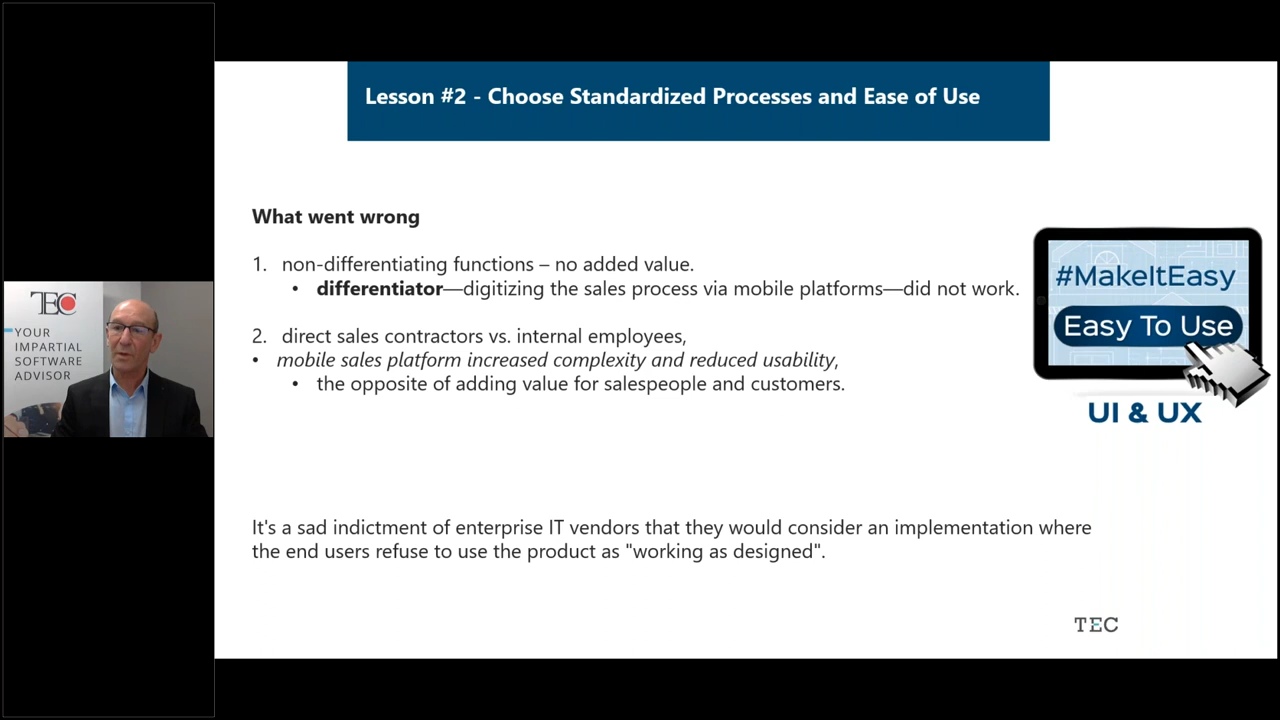 Lesson #2 - Choose Standardized Processes and Ease of Use
What went wrong
1. non-differentiating functions – no added value.
• differentiator—digitizing the sales process via mobile platforms—did not work.
2. direct sales contractors vs. internal employees,
• mobile sales platform increased complexity and reduced usability,
• the opposite of adding value for salespeople and customers.
#MakeItEasy
Easy To Use
UI & UX
It's a sad indictment of enterprise IT vendors that they would consider an implementation where
the end users refuse to use the product as "working as designed".
TEC
TEC
YOUR
IMPARTIAL
SOFTWARE
ADVISOR